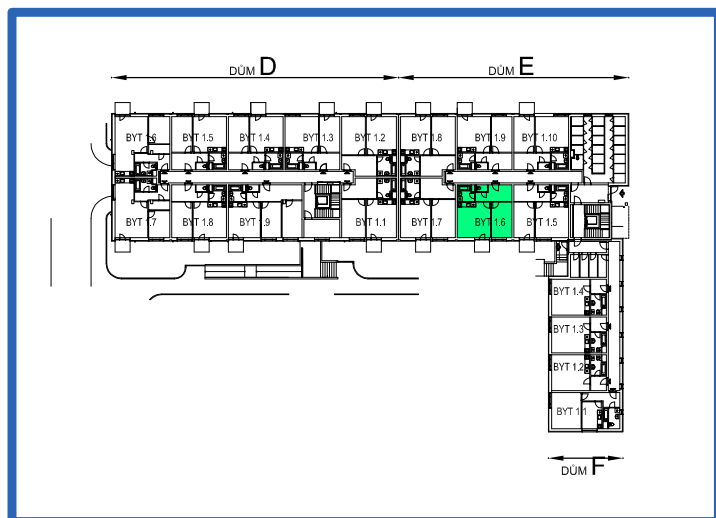 DŮM D
DŮM E
BYT 1.6
BYT 1.5
BYT 1.4
BYT 1.3
BYT 1.2
BYT 1.8
BYT 1.9
BYT 1.10
BYT 1.7
BYT 1.8
BYT 1.9
BYT 1.1
BYT 1.7
BYT 1.6
BYT 1.5
BYT 1.4
BYT 1.3
BYT 1.2
BYT 1.1
DŮM F